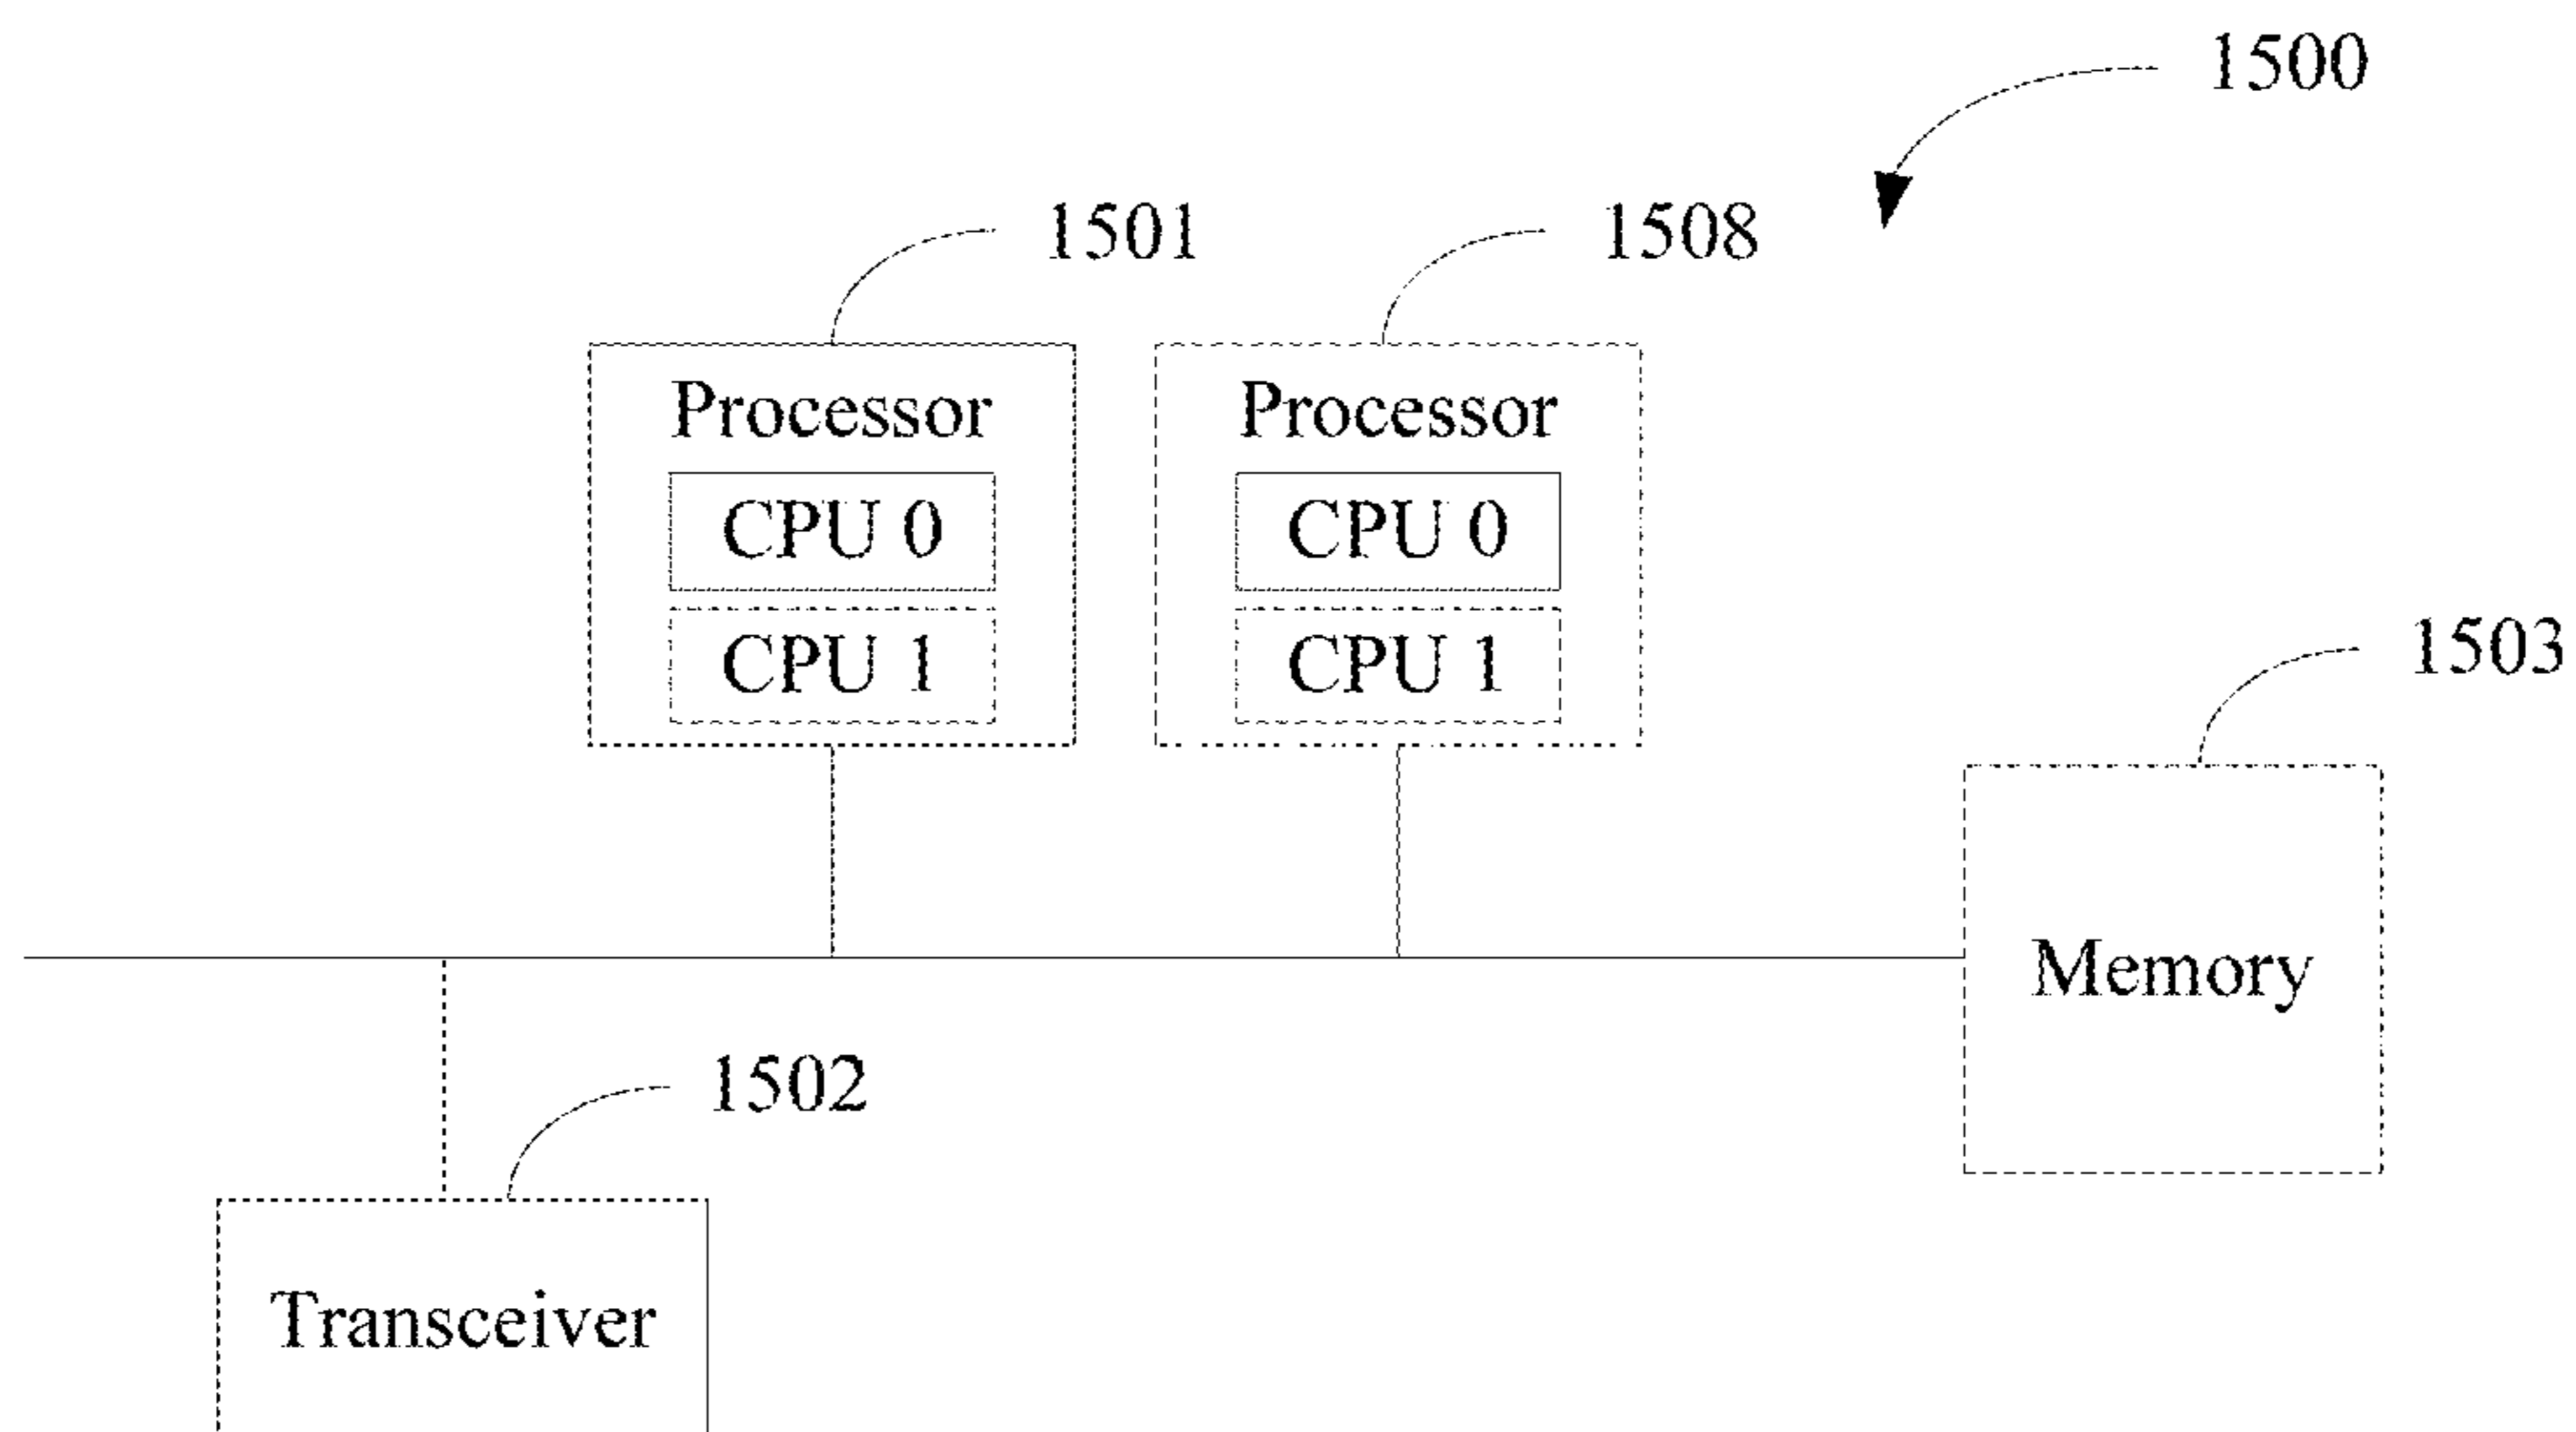 1500
1501
1508
Processor
Processor
CPU 0
CPU 0
CPU 1
CPU 1
1503
Memory
1502
Transceiver